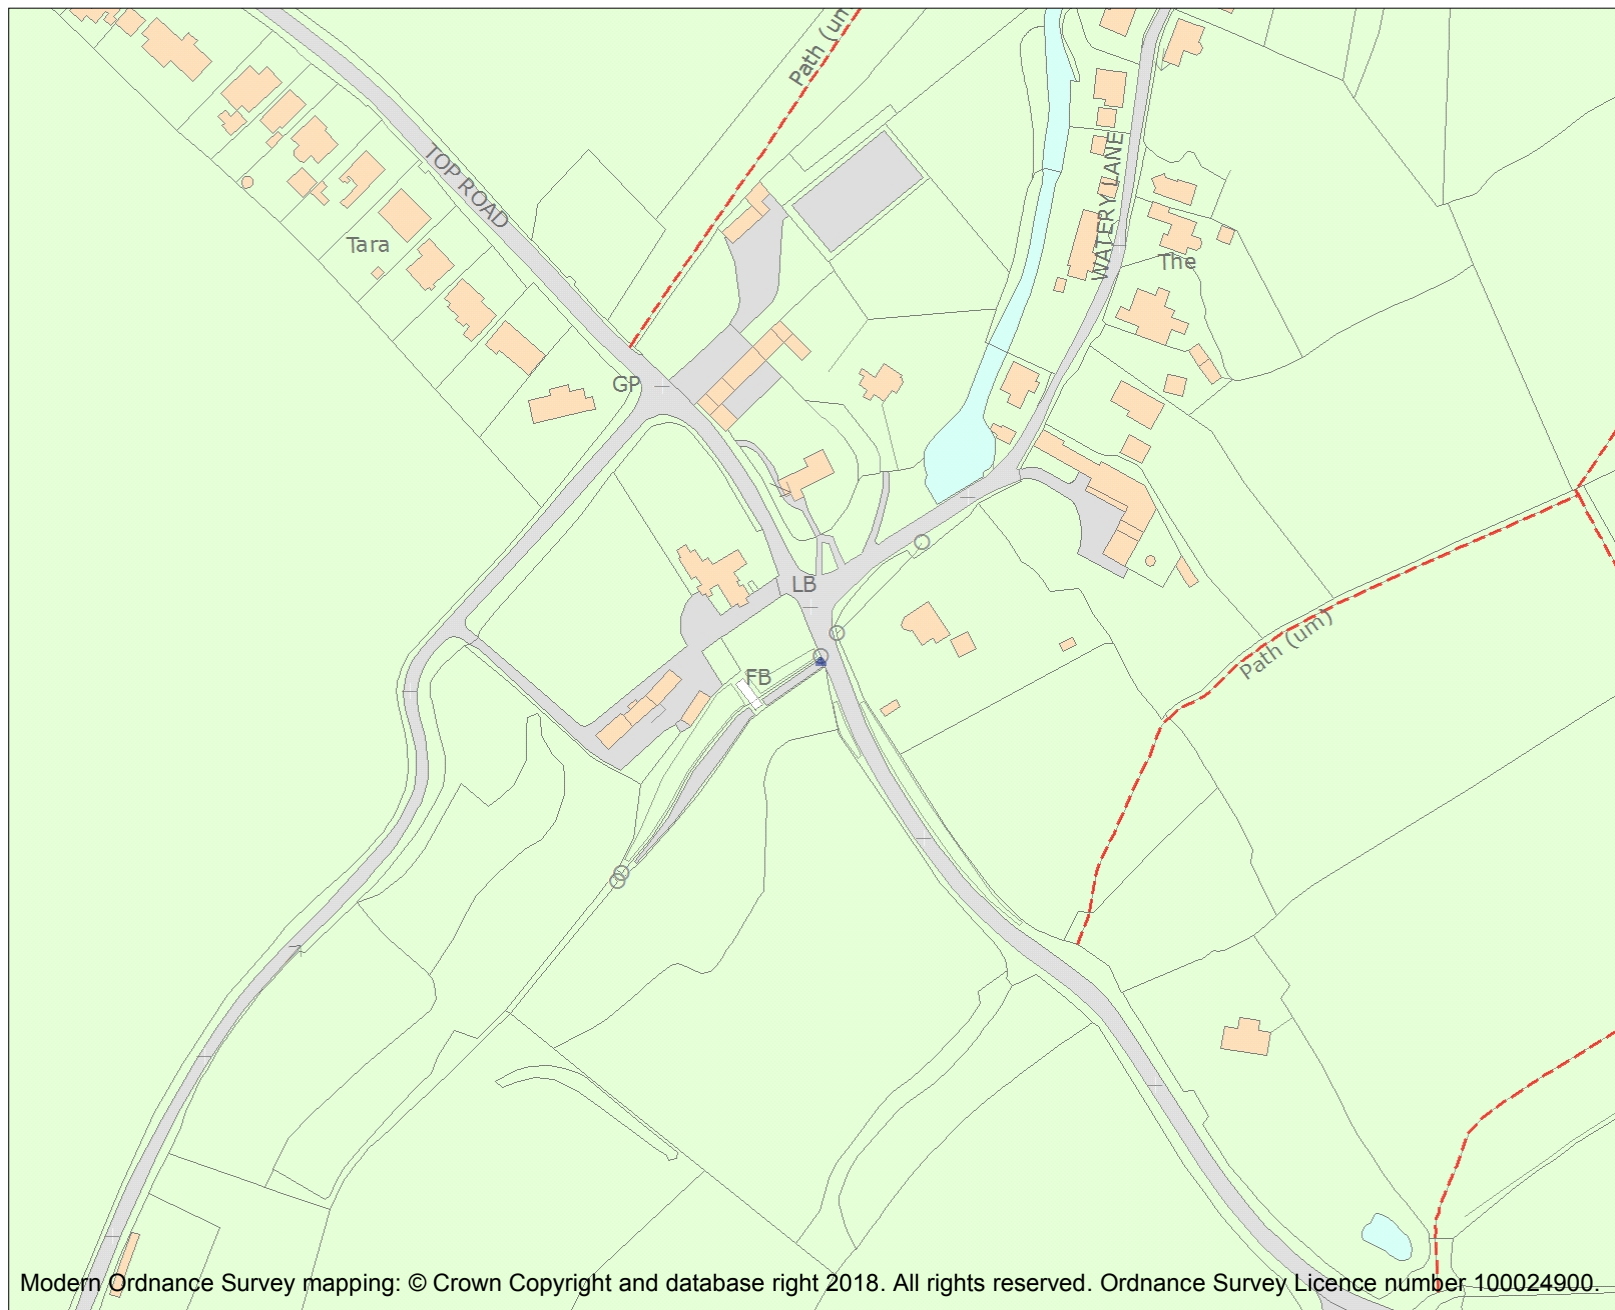 Path (um
TOP ROAD
WATERY LANE
Tara
The
GP
LB
Path (um)
FB
Modern Ordnance Survey mapping: © Crown Copyright and database right 2018. All rights reserved. Ordnance Survey Licence number 100024900.